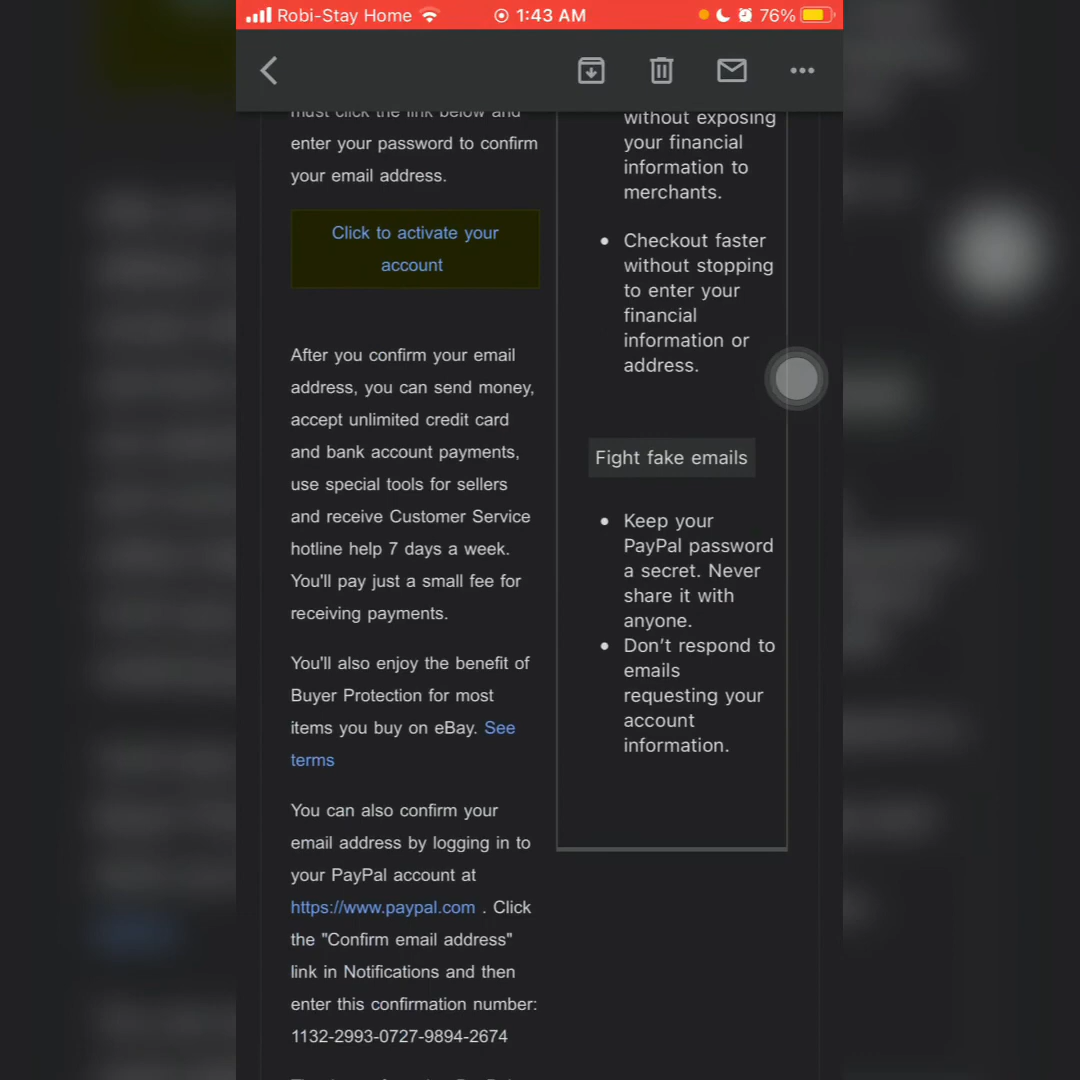 Robi-Stay Home
1:43 AM
76%
must click the link below and
enter your password to confirm
your email address.
Click to activate your
account
After you confirm your email
address, you can send money,
accept unlimited credit card
and bank account payments,
use special tools for sellers
and receive Customer Service
hotline help 7 days a week.
You'll pay just a small fee for
receiving payments.
You'll also enjoy the benefit of
Buyer Protection for most
items you buy on eBay. See
terms
You can also confirm your
email address by logging in to
your PayPal account at
https://www.paypal.com . Click
the "Confirm email address"
link in Notifications and then
enter this confirmation number:
1132-2993-0727-9894-2674
without exposing
your financial
information to
merchants.
• Checkout faster
without stopping
to enter your
financial
information or
address.
Fight fake emails
• Keep your
PayPal password
a secret. Never
share it with
anyone.
• Don’t respond to
emails
requesting your
account
information.